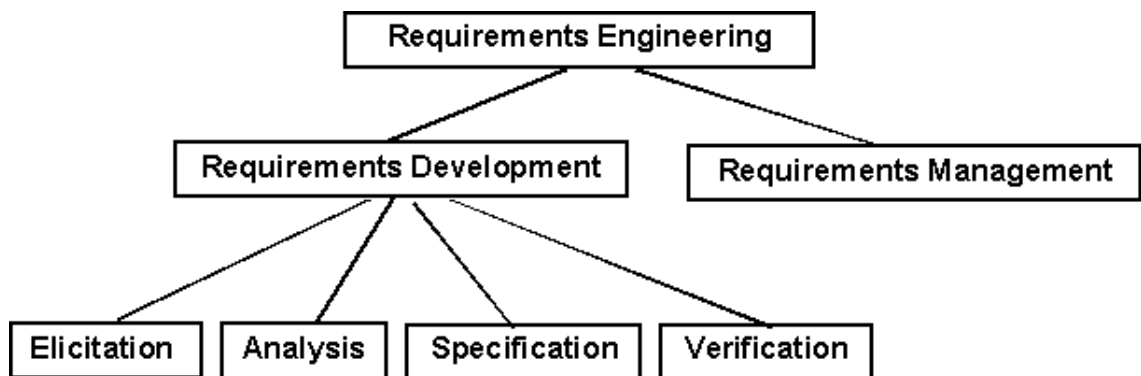 Requirements Engineering
Requirements Development
Requirements Management
Elicitation
Analysis
Specification
Verification